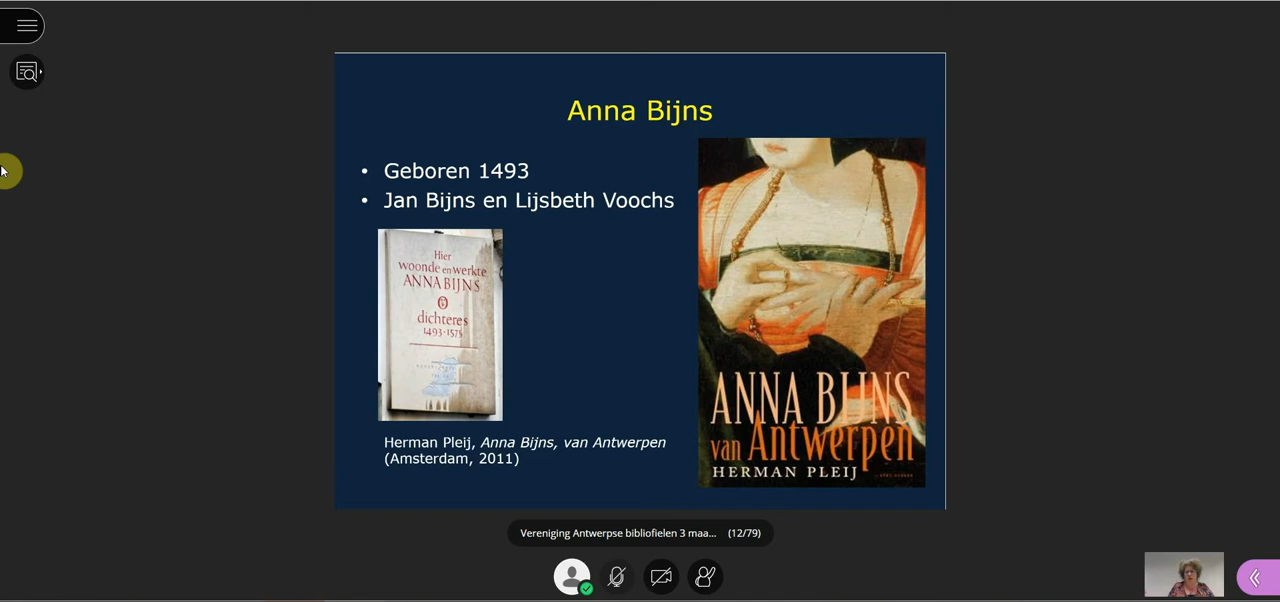 Anna Bijns
• Geboren 1493
• Jan Bijns en Lijsbeth Voochs
Hier
woonde en werkte
ANNA BIJNS
dichteres
1493-1575
Herman Pleij, Anna Bijns, van Antwerpen
(Amsterdam, 2011)
ANNA BIJNS
van Antwerpen
HERMAN PLEIJ
Vereniging Antwerpse bibliofielen 3 maa... (12/79)